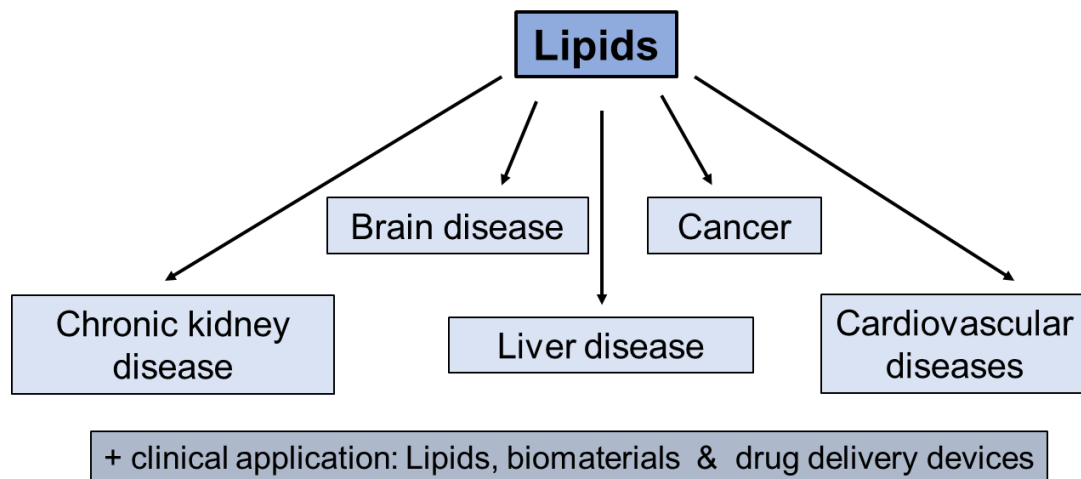 Lipids
Brain disease
Cancer
Chronic kidney
disease
Liver disease
Cardiovascular
diseases
+ clinical application: Lipids, biomaterials & drug delivery devices